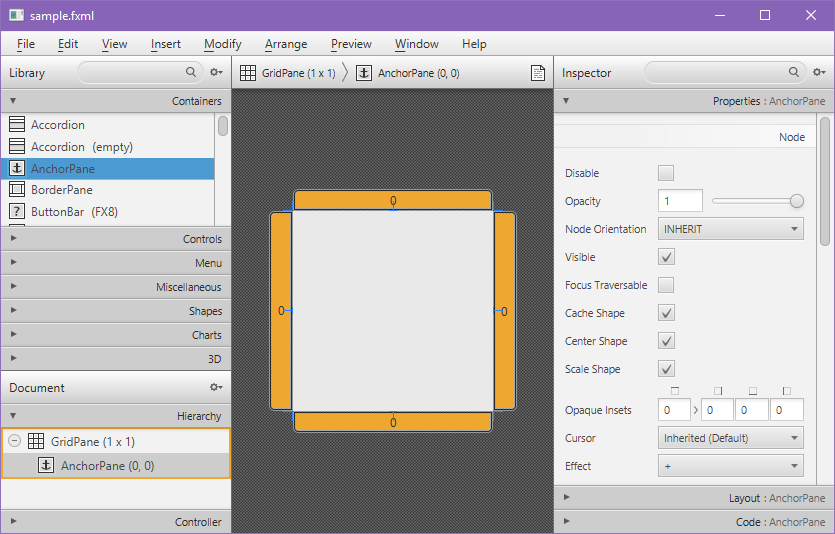 sample.fxml
File Edit View Insert Modify Arrange Preview Window Help
Library
GridPane (1 x 1) AnchorPane (0, 0)
Inspector
Containers
Accordion
Accordion (empty)
AnchorPane
BorderPane
ButtonBar (FX8)
Controls
Menu
Miscellaneous
Shapes
Charts
3D
Document
Hierarchy
GridPane (1 x 1)
AnchorPane (0, 0)
Controller
0
0
0
0
Properties : AnchorPane
Node
Disable
Opacity 1
Node Orientation INHERIT
Visible
Focus Traversable
Cache Shape
Center Shape
Scale Shape
Opaque Insets 0 0 0 0
Cursor Inherited (Default)
Effect +
Layout : AnchorPane
Code : AnchorPane